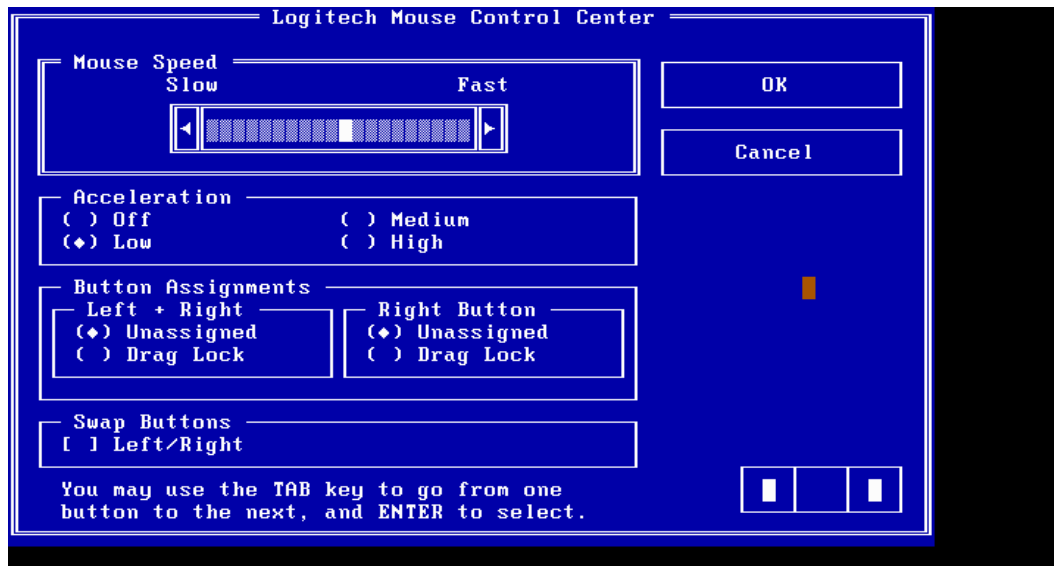 Logitech Mouse Control Center
Mouse Speed
Slow Fast
OK
Cancel
Acceleration
( ) Off ( ) Medium
(◆) Low ( ) High
Button Assignments
Left + Right Right Button
(◆) Unassigned (◆) Unassigned
( ) Drag Lock ( ) Drag Lock
Swap Buttons
[ ] Left/Right
You may use the TAB key to go from one
button to the next, and ENTER to select.